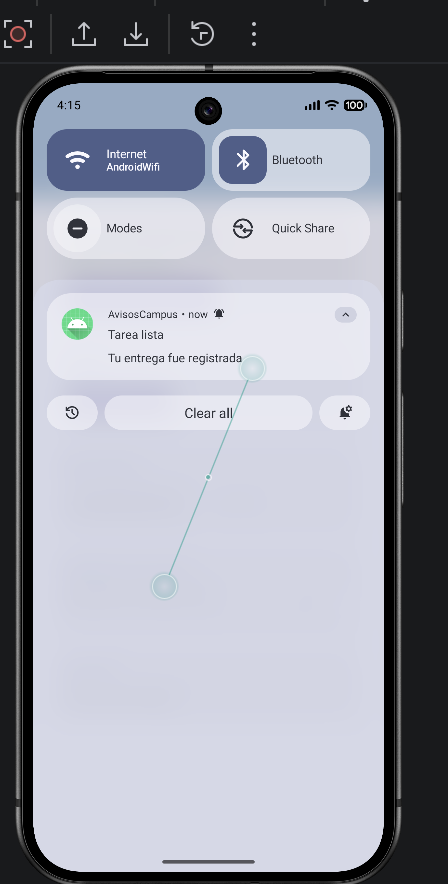 4:15
100
Internet
AndroidWifi
Bluetooth
Modes
Quick Share
AvisosCampus • now
Tarea lista
Tu entrega fue registrada
Clear all